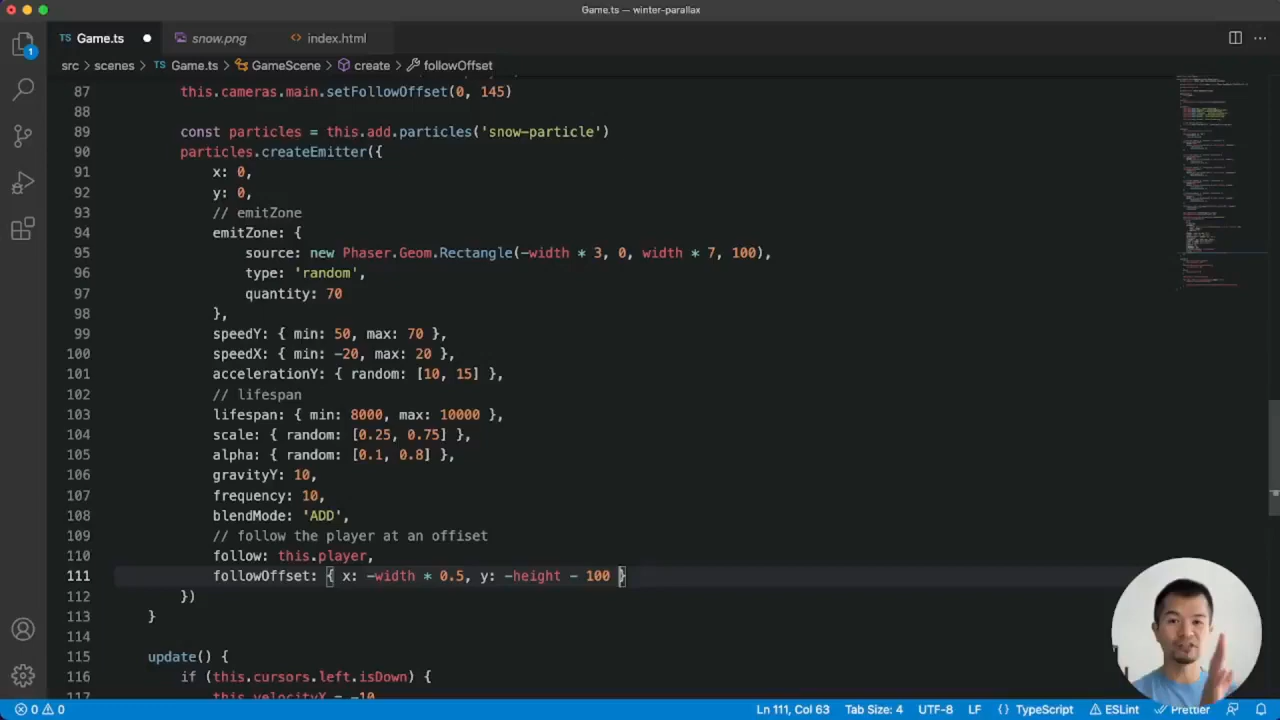 Game.ts — winter-parallax
TS Game.ts ● snow.png <> index.html
src > scenes > TS Game.ts > GameScene > create > followOffset
87 this.cameras.main.setFollowOffset(0, 145)
88
89 const particles = this.add.particles('snow-particle')
90 particles.createEmitter({
91 x: 0,
92 y: 0,
93 // emitZone
94 emitZone: {
95 source: new Phaser.Geom.Rectangle(-width * 3, 0, width * 7, 100),
96 type: 'random',
97 quantity: 70
98 },
99 speedY: { min: 50, max: 70 },
100 speedX: { min: -20, max: 20 },
101 accelerationY: { random: [10, 15] },
102 // lifespan
103 lifespan: { min: 8000, max: 10000 },
104 scale: { random: [0.25, 0.75] },
105 alpha: { random: [0.1, 0.8] },
106 gravityY: 10,
107 frequency: 10,
108 blendMode: 'ADD',
109 // follow the player at an offiset
110 follow: this.player,
111 followOffset: { x: -width * 0.5, y: -height - 100 }
112 })
113 }
114
115 update() {
116 if (this.cursors.left.isDown) {
117 this.velocityX = -10
1
0 0 Ln 111, Col 63 Tab Size: 4 UTF-8 LF {} TypeScript ESLint Prettier